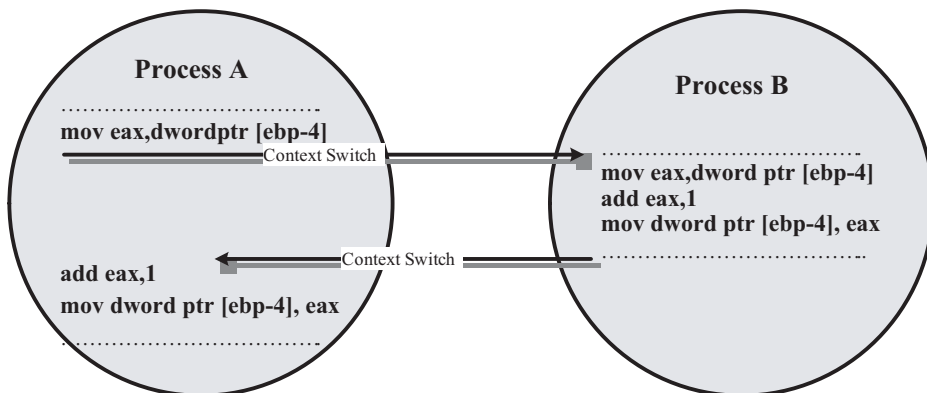 Process A
mov eax,dwordptr [ebp-4]
Context Switch
add eax,1
mov dword ptr [ebp-4], eax
Process B
mov eax,dword ptr [ebp-4]
add eax,1
mov dword ptr [ebp-4], eax
Context Switch